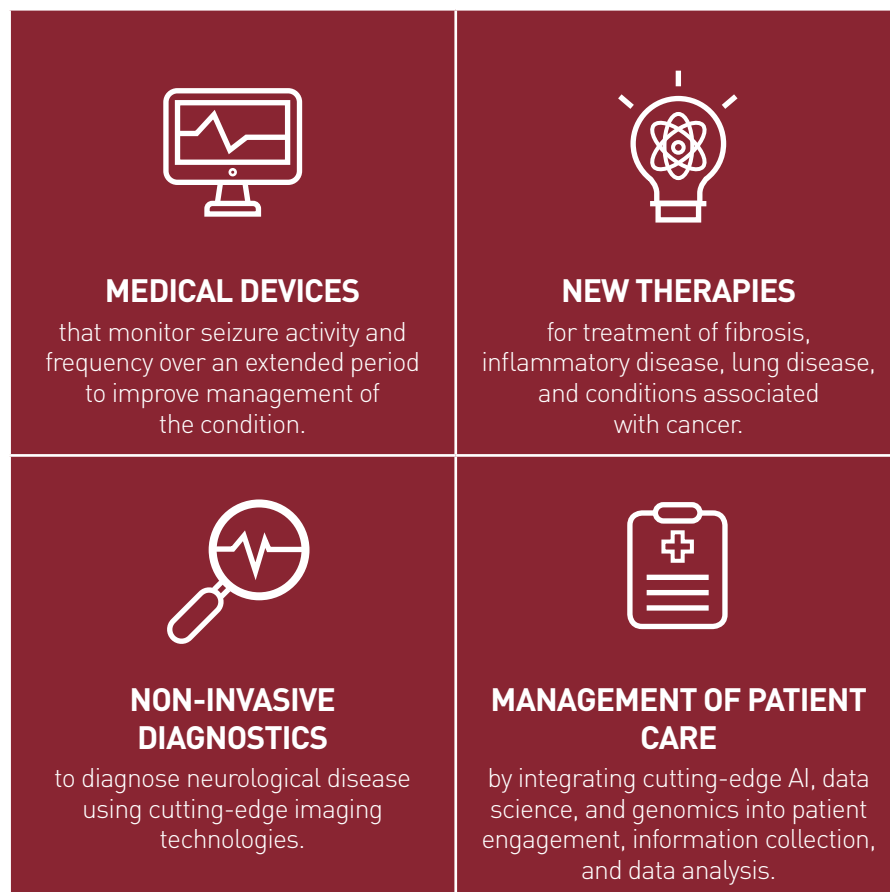 MEDICAL DEVICES
that monitor seizure activity and
frequency over an extended period
to improve management of
the condition.
NEW THERAPIES
for treatment of fibrosis,
inflammatory disease, lung disease,
and conditions associated
with cancer.
NON-INVASIVE
DIAGNOSTICS
to diagnose neurological disease
using cutting-edge imaging
technologies.
MANAGEMENT OF PATIENT
CARE
by integrating cutting-edge AI, data
science, and genomics into patient
engagement, information collection,
and data analysis.